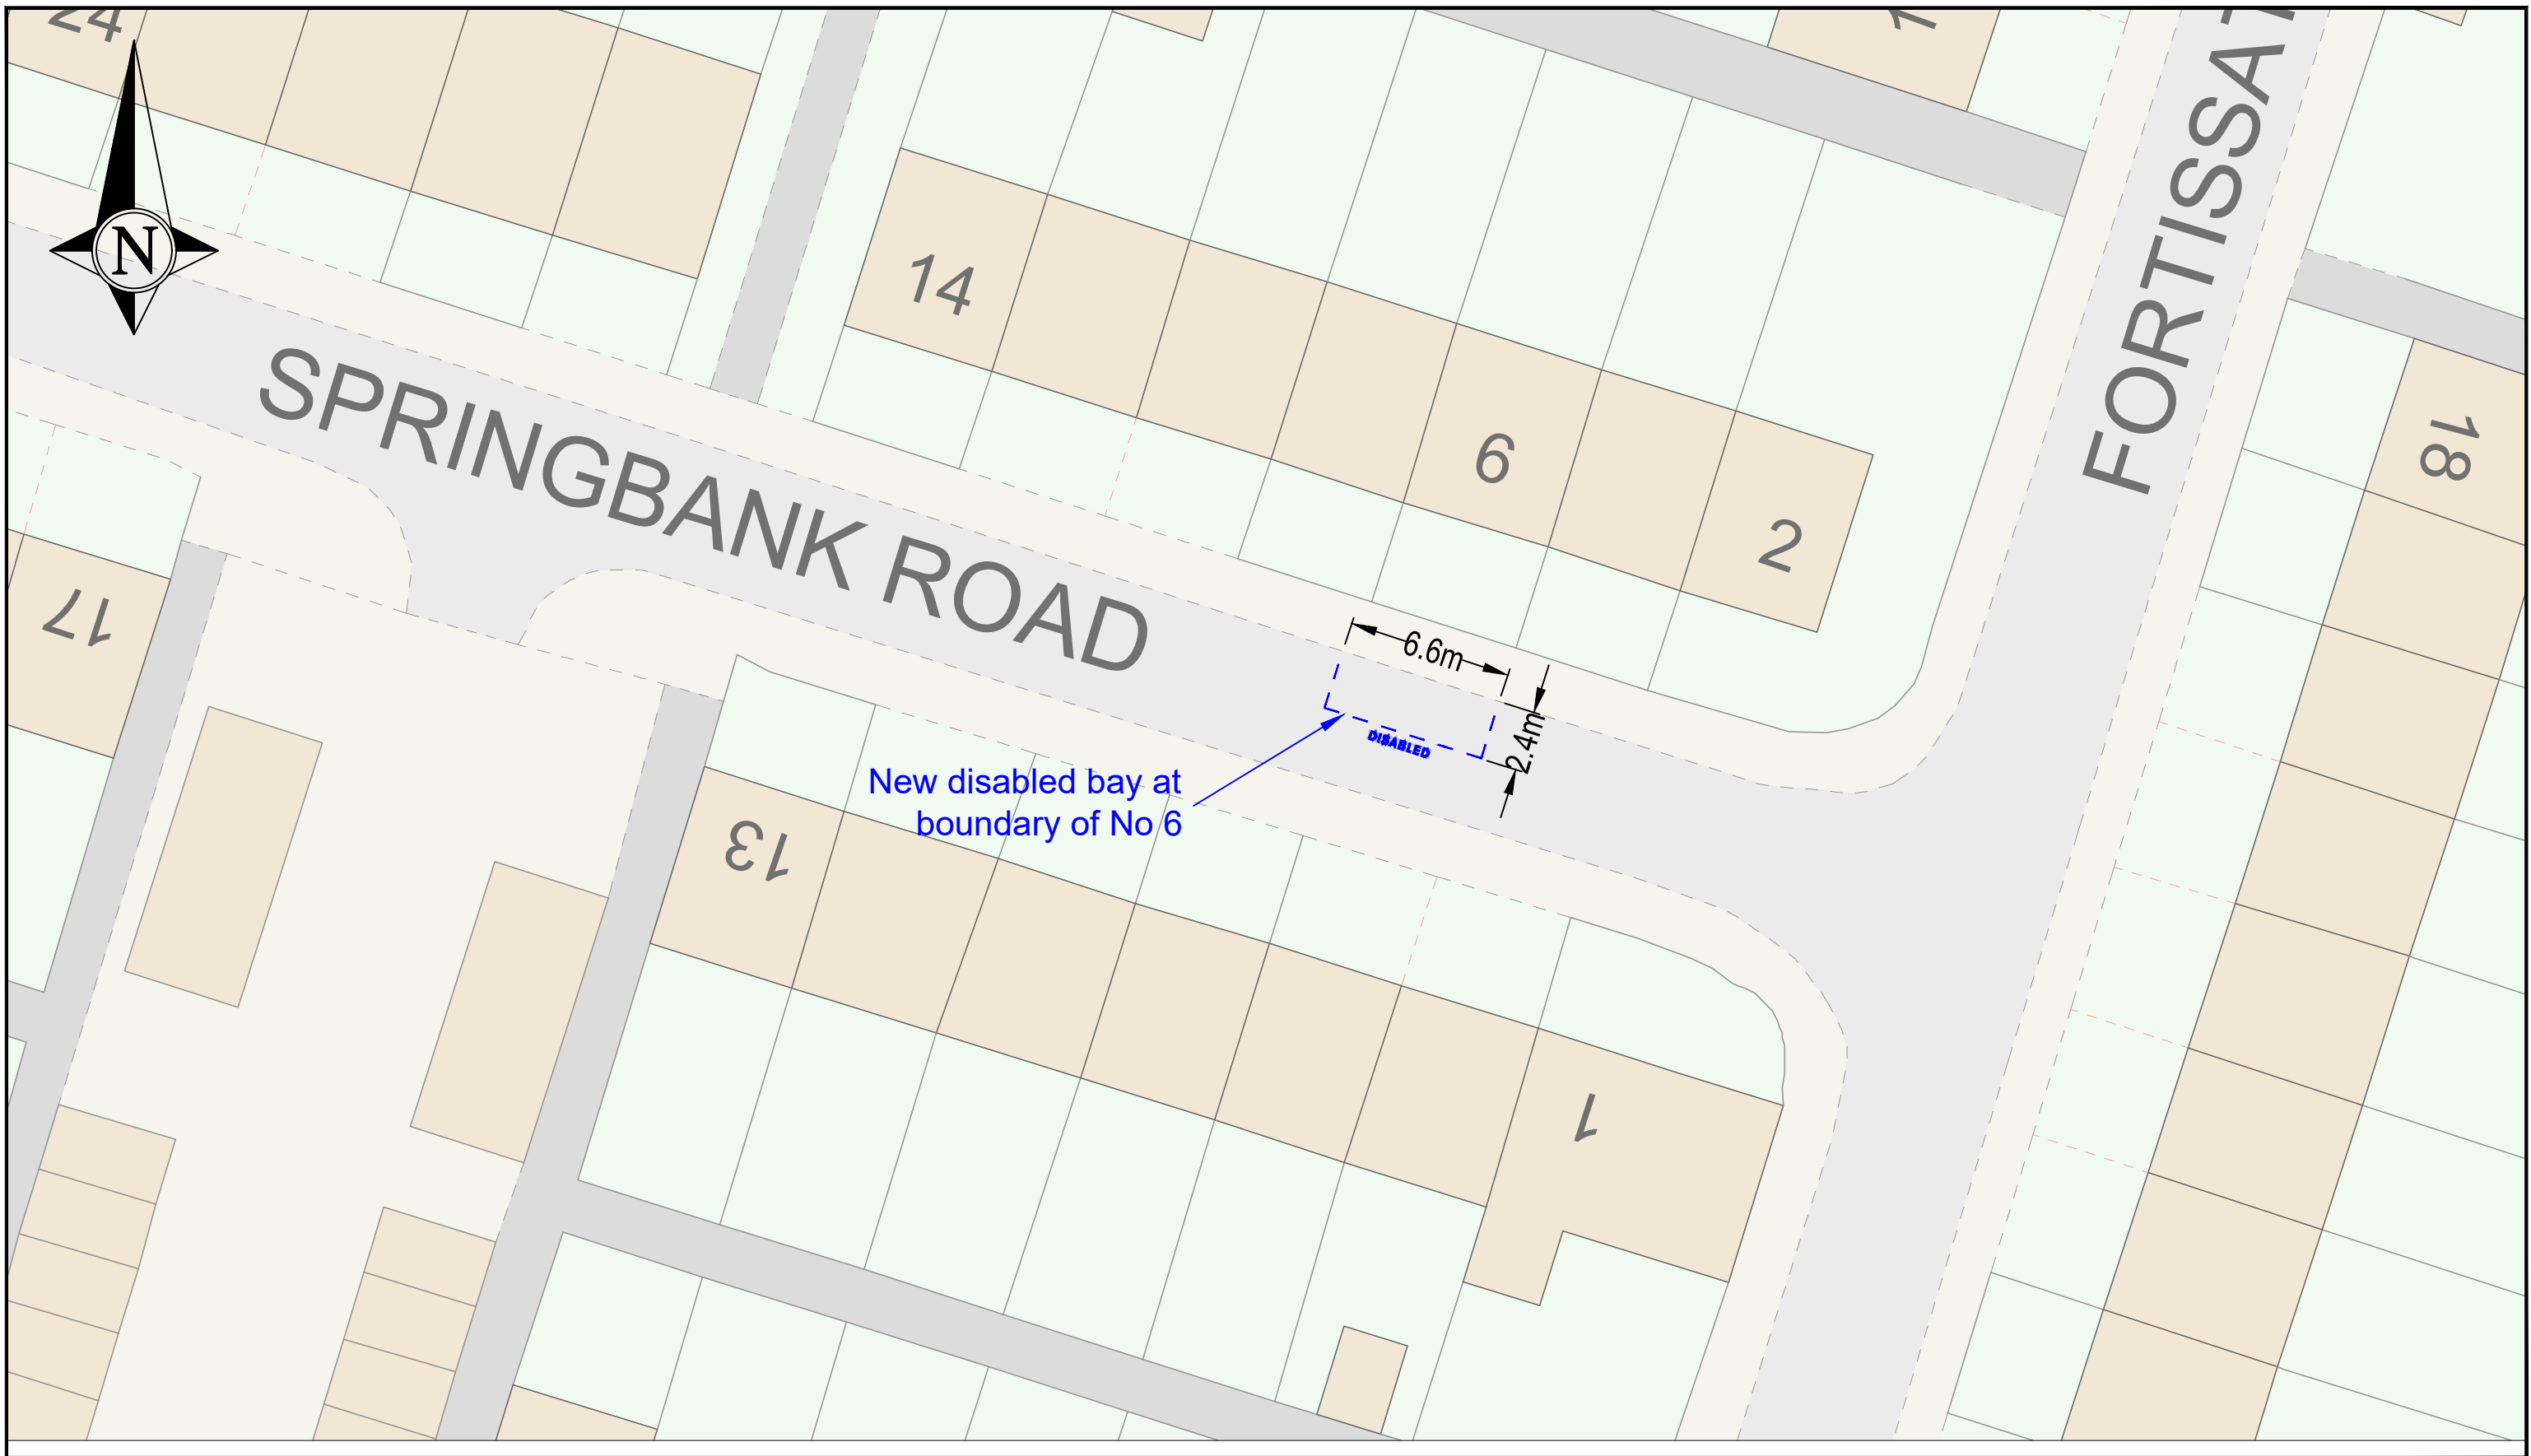 24
1
N
14
SPRINGBANK ROAD
6
2
18
17
6.6m
2.4m
DISABLED
New disabled bay at
boundary of No 6
13
1